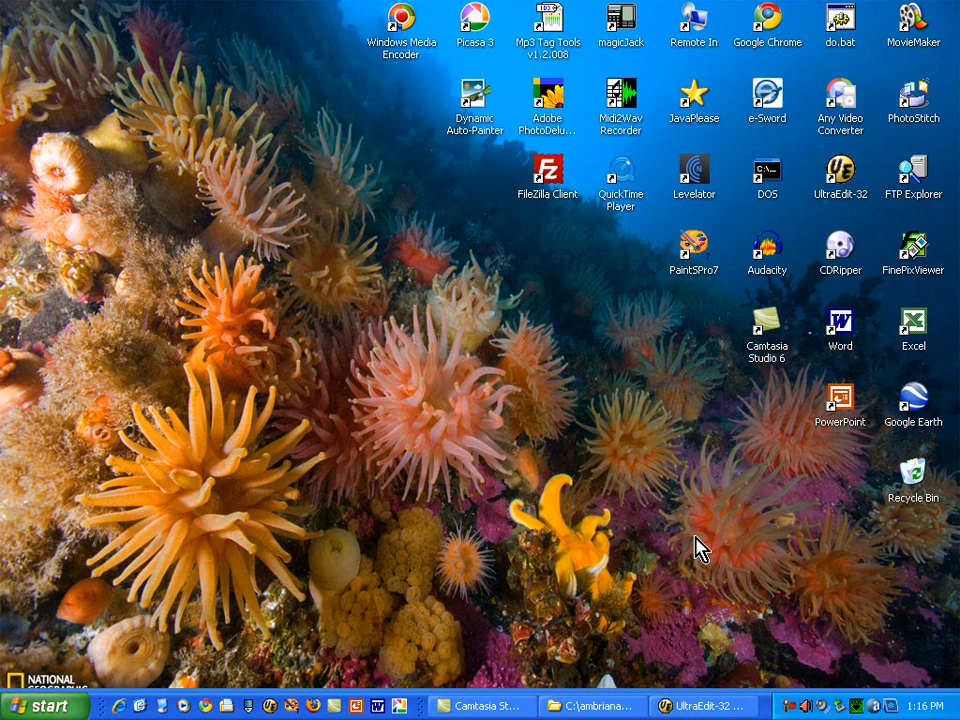 Windows Media
Encoder
Picasa 3
Mp3 Tag Tools
v1.2.008
magicJack
Remote In
Google Chrome
do.bat
MovieMaker
Dynamic
Auto-Painter
Adobe
PhotoDelu...
Midi2Wav
Recorder
JavaPlease
e-Sword
Any Video
Converter
PhotoStitch
FileZilla Client
QuickTime
Player
Levelator
DOS
UltraEdit-32
FTP Explorer
PaintSPro7
Audacity
CDRipper
FinePixViewer
Camtasia
Studio 6
Word
Excel
PowerPoint
Google Earth
Recycle Bin
NATIONAL
GEOGRAPHIC
start
Camtasia St...
C:\ambriana...
UltraEdit-32 ...
1:16 PM